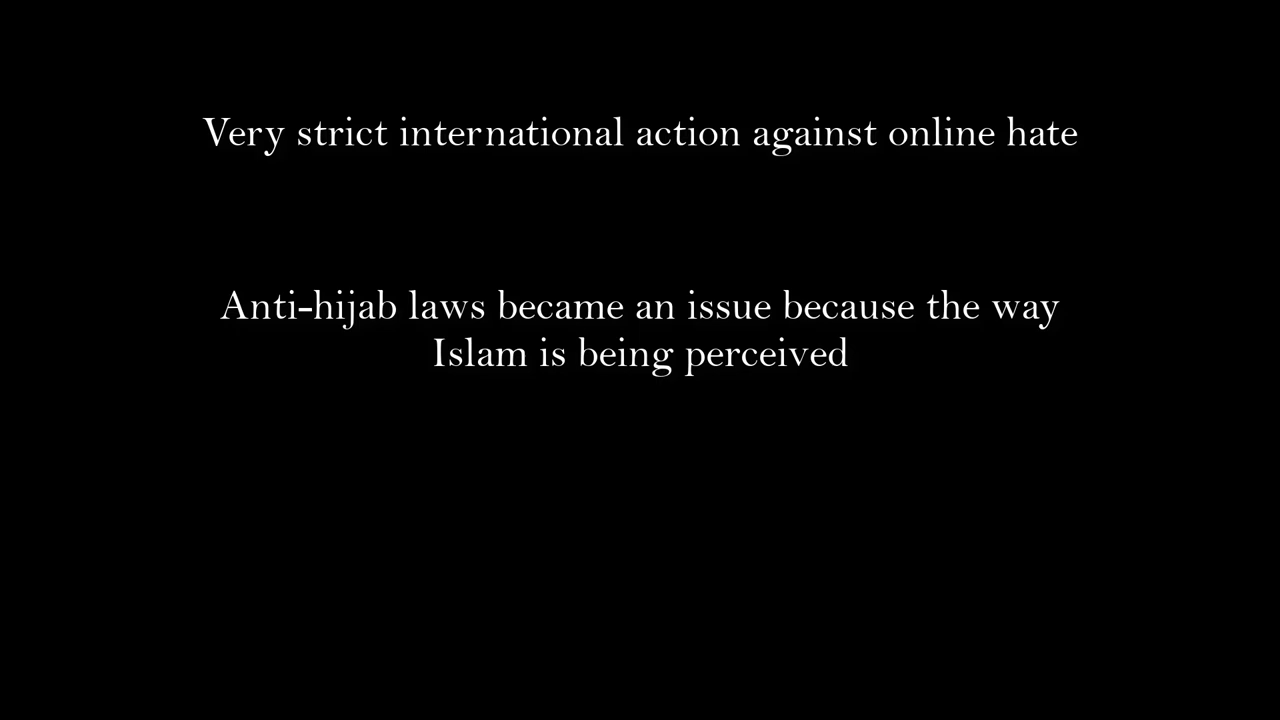 Very strict international action against online hate
Anti-hijab laws became an issue because the way
Islam is being perceived